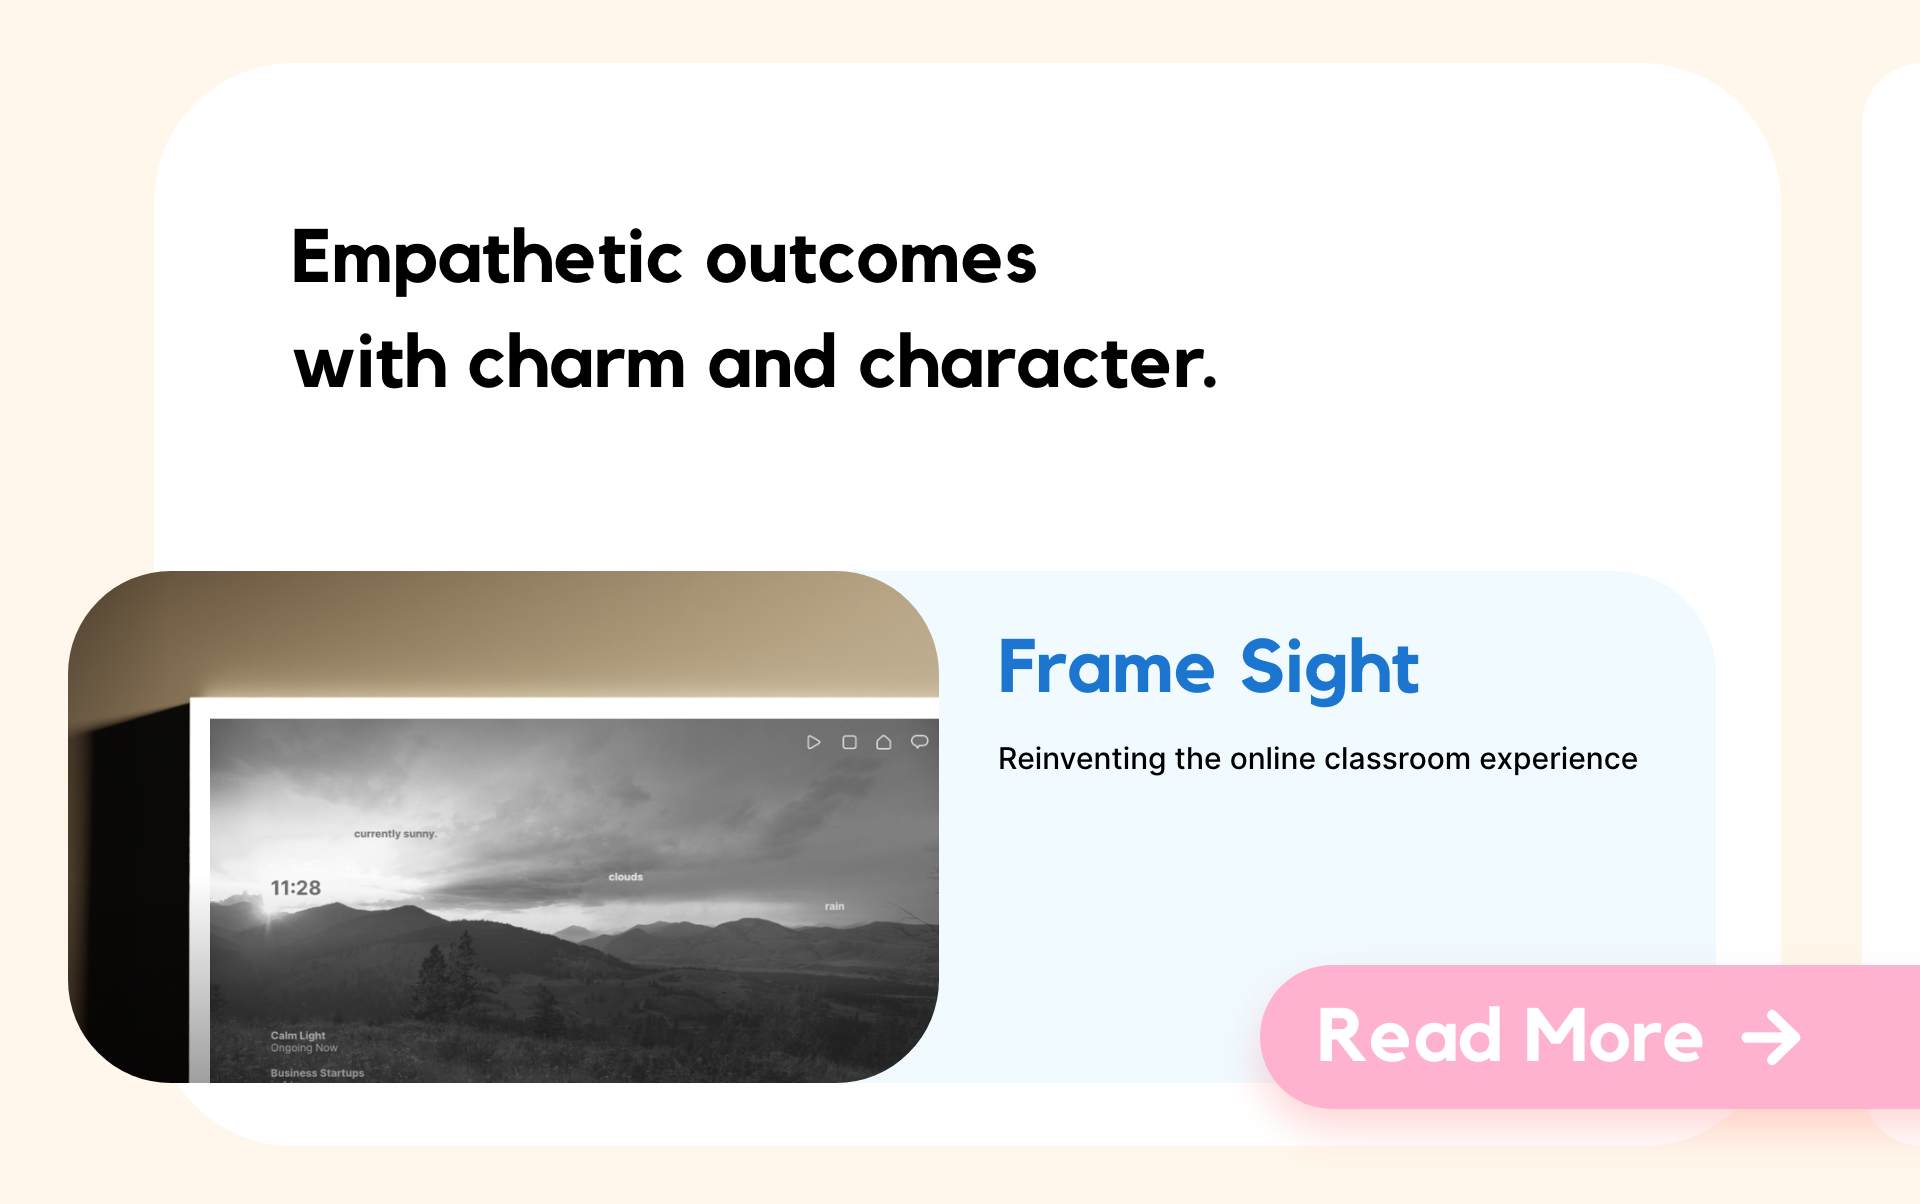 Empathetic outcomes
with charm and character.
Frame Sight
Reinventing the online classroom experience
currently sunny.
11:28
clouds
rain
Calm Light
Ongoing Now
Business Startups
Read More